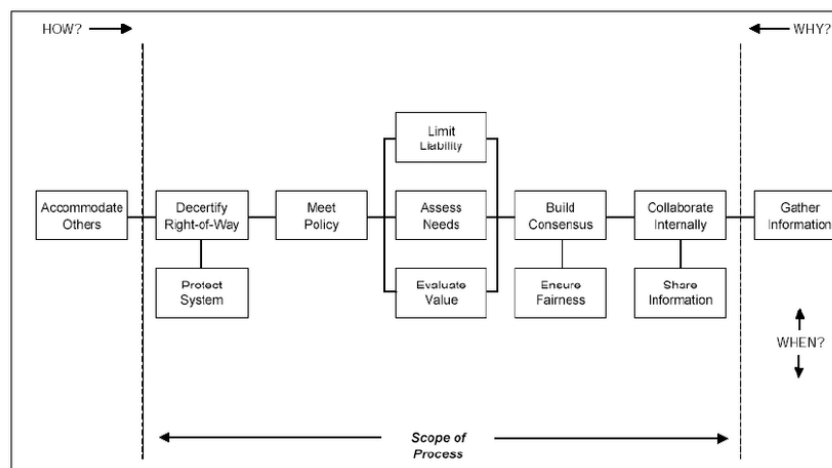 HOW?
WHY?
Limit
Liability
Accommodate
Others
Decertify
Right-of-Way
Meet
Policy
Assess
Needs
Build
Consensus
Collaborate
Internally
Gather
Information
Protect
System
Evaluate
Value
Ensure
Fairness
Share
Information
WHEN?
Scope of
Process